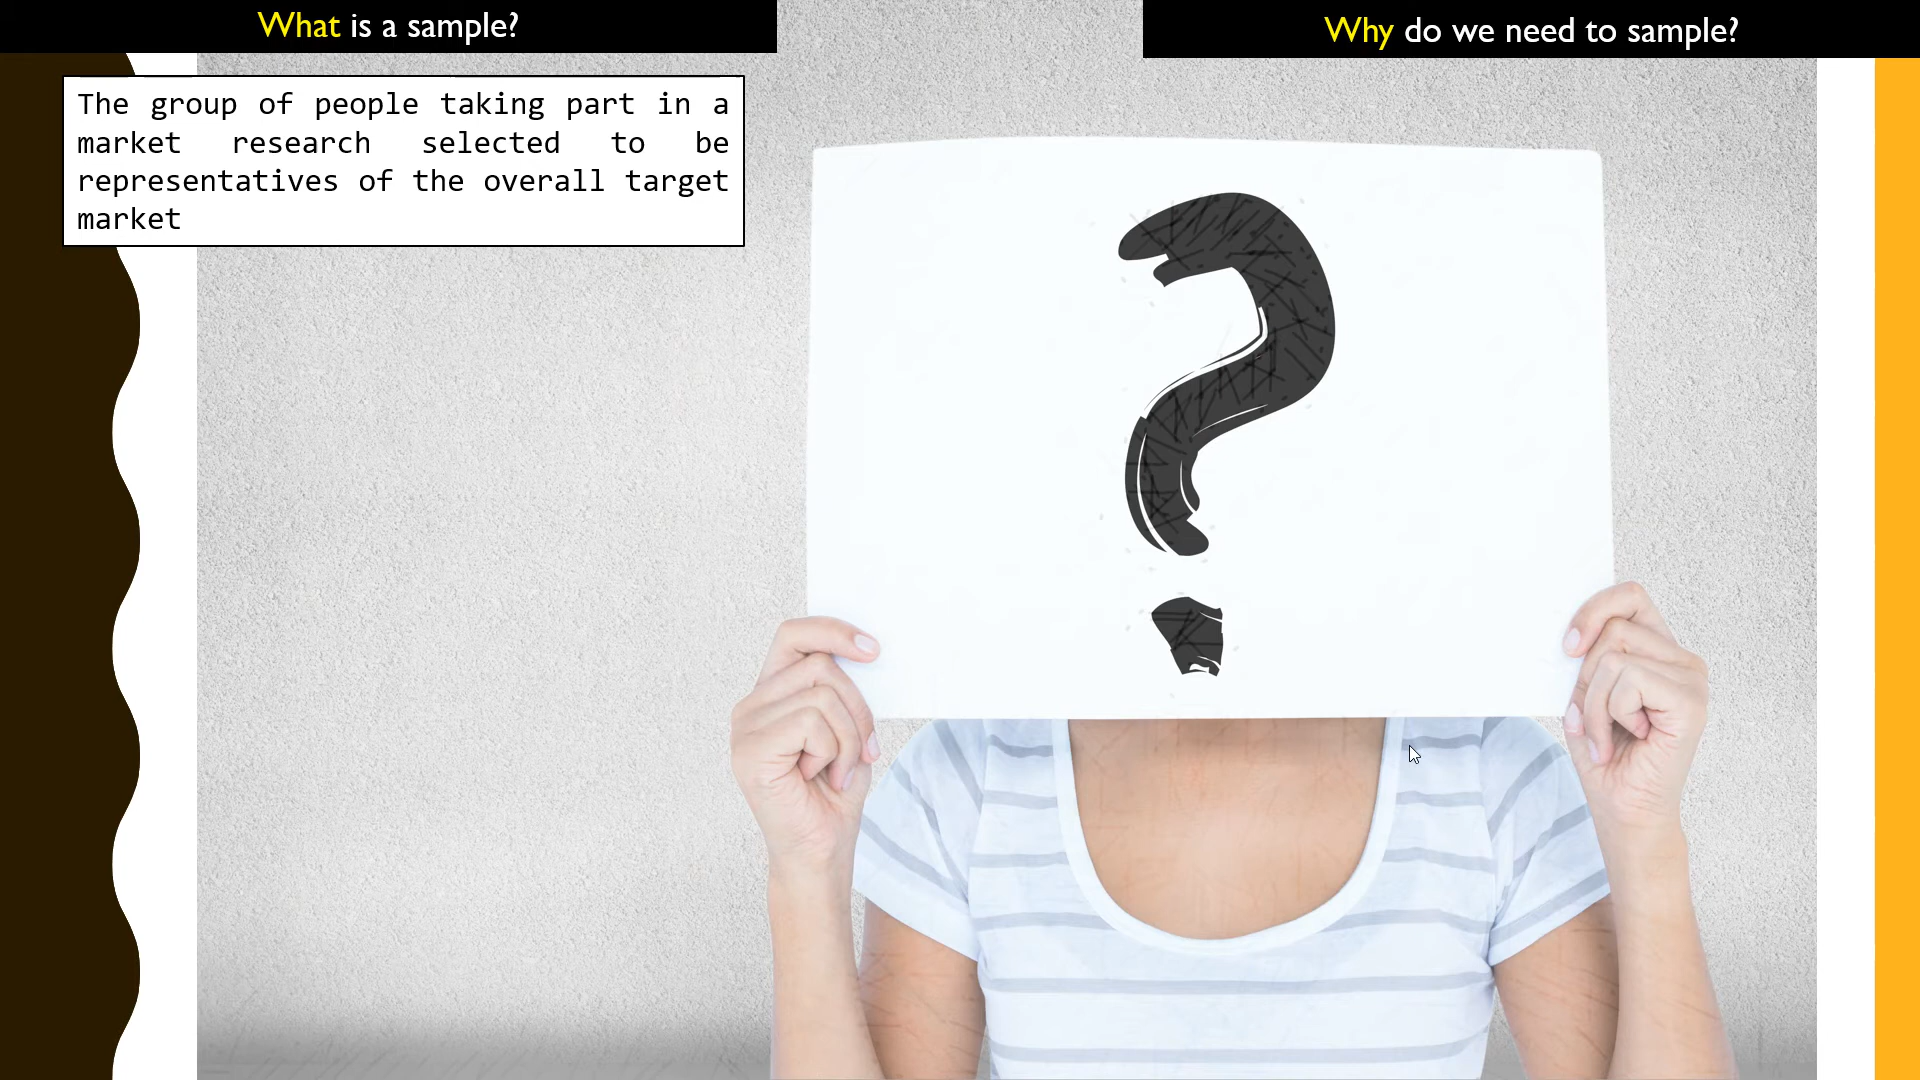 What is a sample?
Why do we need to sample?
The group of people taking part in a
market research selected to be
representatives of the overall target
market
?